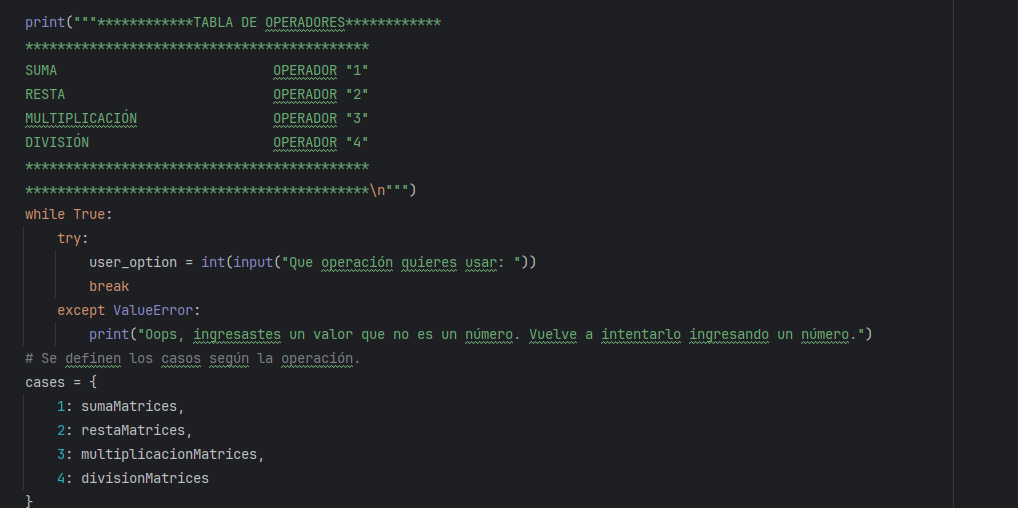 print("""************TABLA DE OPERADORES************
*******************************************
SUMA                           OPERADOR "1"
RESTA                          OPERADOR "2"
MULTIPLICACIÓN                 OPERADOR "3"
DIVISIÓN                       OPERADOR "4"
*******************************************
*******************************************\n""")
while True:
    try:
        user_option = int(input("Que operación quieres usar: "))
        break
    except ValueError:
        print("Oops, ingresastes un valor que no es un número. Vuelve a intentarlo ingresando un número.")
# Se definen los casos según la operación.
cases = {
    1: sumaMatrices,
    2: restaMatrices,
    3: multiplicacionMatrices,
    4: divisionMatrices
}